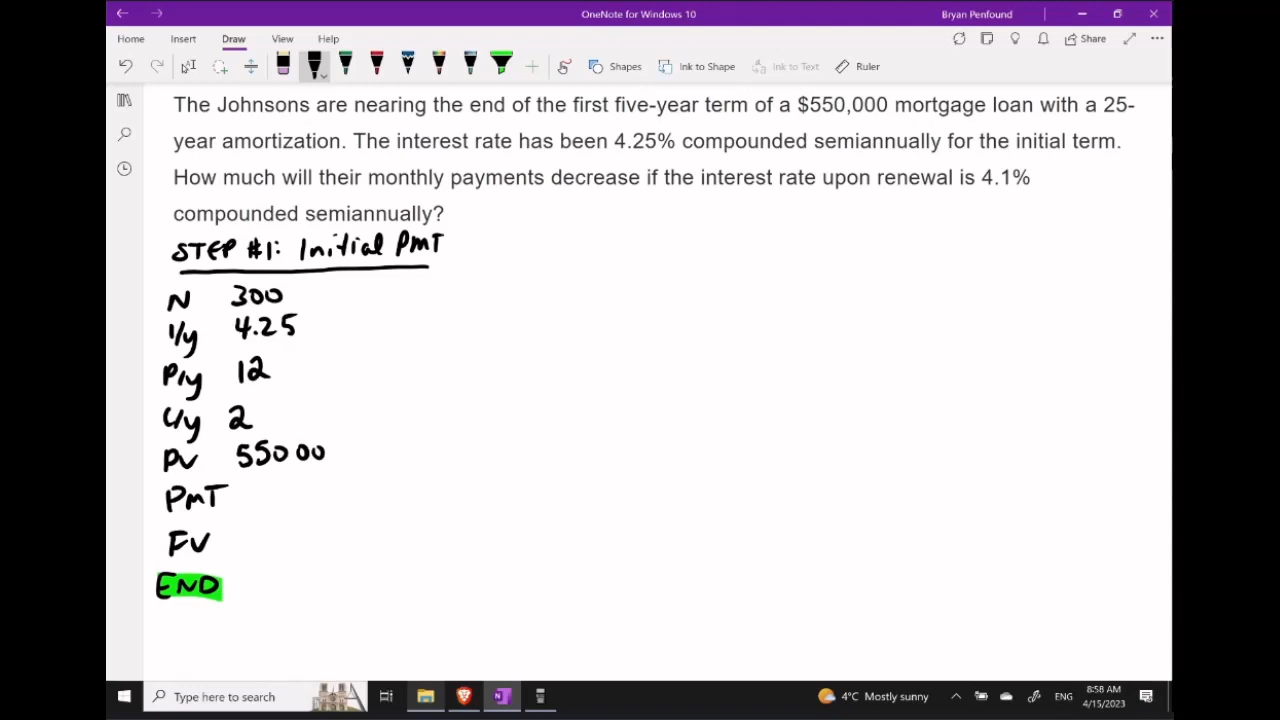 OneNote for Windows 10
Bryan Penfound
Home Insert Draw View Help
Share
Shapes Ink to Shape Ink to Text Ruler
The Johnsons are nearing the end of the first five-year term of a $550,000 mortgage loan with a 25-
year amortization. The interest rate has been 4.25% compounded semiannually for the initial term.
How much will their monthly payments decrease if the interest rate upon renewal is 4.1%
compounded semiannually?
STEP #1: Initial PMT
N 300
I/y 4.25
P/y 12
C/y 2
PV 55000
PMT
FV
END
Type here to search
4°C Mostly sunny
ENG
8:58 AM
4/15/2023